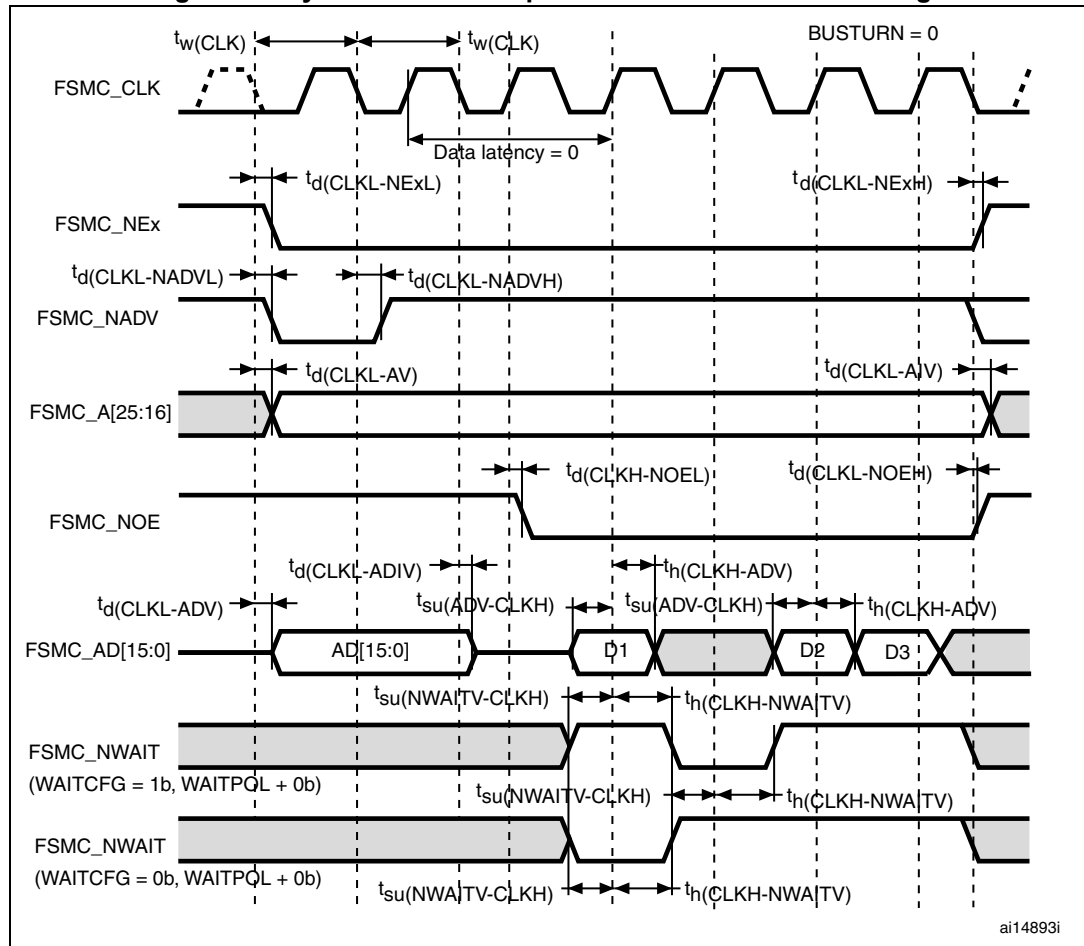 BUSTURN = 0
tw(CLK) tw(CLK)
FSMC_CLK
Data latency = 0
td(CLKL-NExL) td(CLKL-NExH)
FSMC_NEx
td(CLKL-NADVL) td(CLKL-NADVH)
FSMC_NADV
td(CLKL-AV) td(CLKL-AIV)
FSMC_A[25:16]
td(CLKH-NOEL) td(CLKL-NOEH)
FSMC_NOE
td(CLKL-ADIV) th(CLKH-ADV)
td(CLKL-ADV) tsu(ADV-CLKH) tsu(ADV-CLKH) th(CLKH-ADV)
FSMC_AD[15:0] AD[15:0] D1 D2 D3
tsu(NWAITV-CLKH) th(CLKH-NWAITV)
FSMC_NWAIT
(WAITCFG = 1b, WAITPOL + 0b)
tsu(NWAITV-CLKH) th(CLKH-NWAITV)
FSMC_NWAIT
(WAITCFG = 0b, WAITPOL + 0b)
tsu(NWAITV-CLKH) th(CLKH-NWAITV)
ai14893i